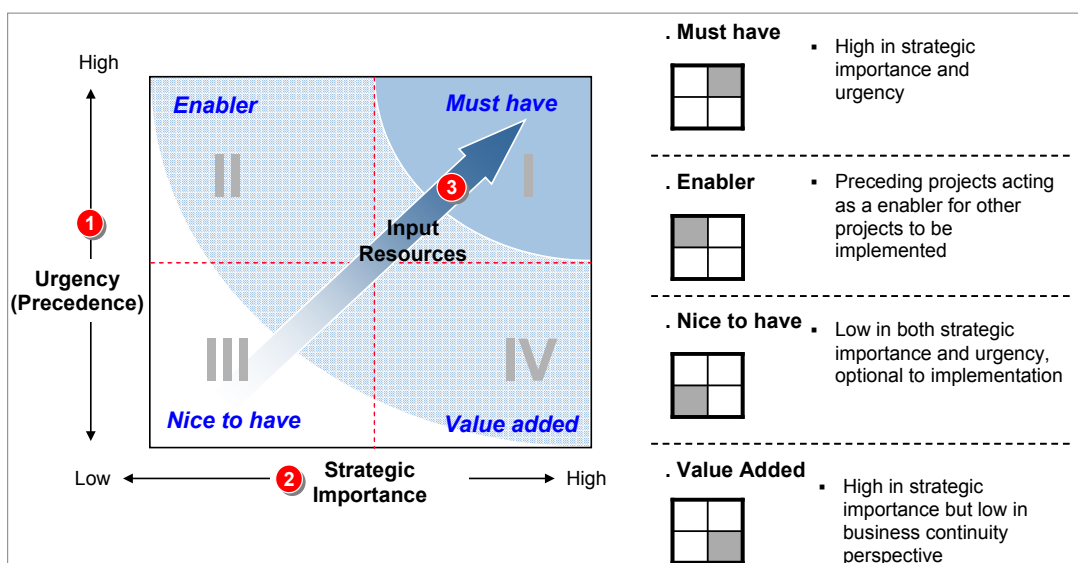 High
Enabler
Must have
II
I
1
3
Input
Resources
Urgency
(Precedence)
III
IV
Nice to have
Value added
Low
2
Strategic
Importance
High
. Must have
▪ High in strategic
importance and
urgency
. Enabler
▪ Preceding projects acting
as a enabler for other
projects to be
implemented
. Nice to have
▪ Low in both strategic
importance and urgency,
optional to implementation
. Value Added
▪ High in strategic
importance but low in
business continuity
perspective